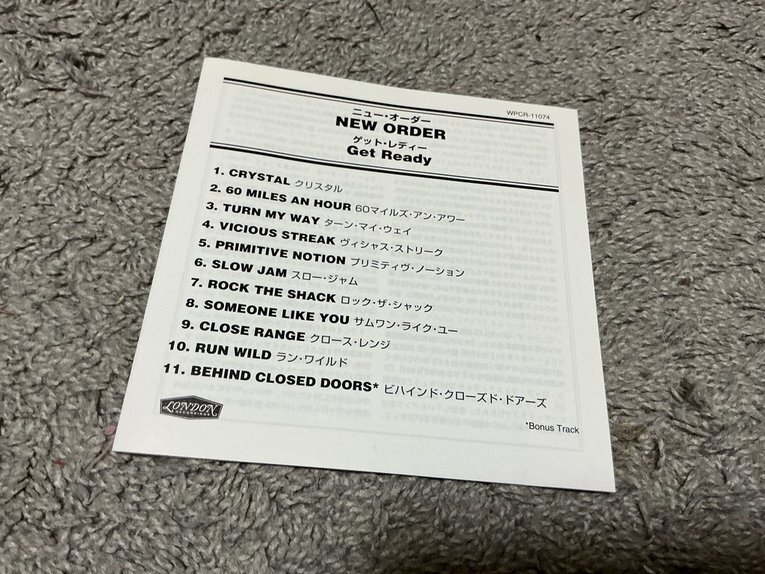 WPCR-11074
ニュー・オーダー
NEW ORDER
ゲット・レディー
Get Ready
1. CRYSTAL クリスタル
2. 60 MILES AN HOUR 60マイルズ・アン・アワー
3. TURN MY WAY ターン・マイ・ウェイ
4. VICIOUS STREAK ヴィシャス・ストリーク
5. PRIMITIVE NOTION プリミティヴ・ノーション
6. SLOW JAM スロー・ジャム
7. ROCK THE SHACK ロック・ザ・シャック
8. SOMEONE LIKE YOU サムワン・ライク・ユー
9. CLOSE RANGE クロース・レンジ
10. RUN WILD ラン・ワイルド
11. BEHIND CLOSED DOORS* ビハインド・クローズド・ドアーズ
*Bonus Track
LONDON
RECORDINGS